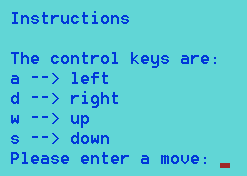 Instructions
The control keys are:
a --> left
d --> right
w --> up
s --> down
Please enter a move: